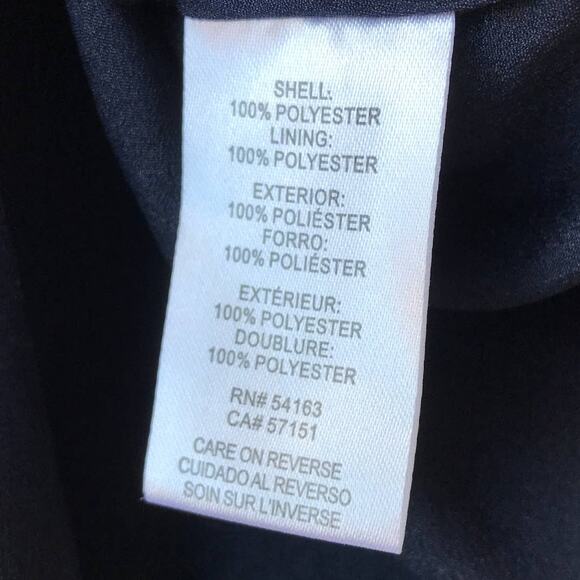 SHELL:
100% POLYESTER
LINING:
100% POLYESTER
EXTERIOR:
100% POLIÉSTER
FORRO:
100% POLIÉSTER
EXTÉRIEUR:
100% POLYESTER
DOUBLURE:
100% POLYESTER
RN# 54163
CA# 57151
CARE ON REVERSE
CUIDADO AL REVERSO
SOIN SUR L'INVERSE